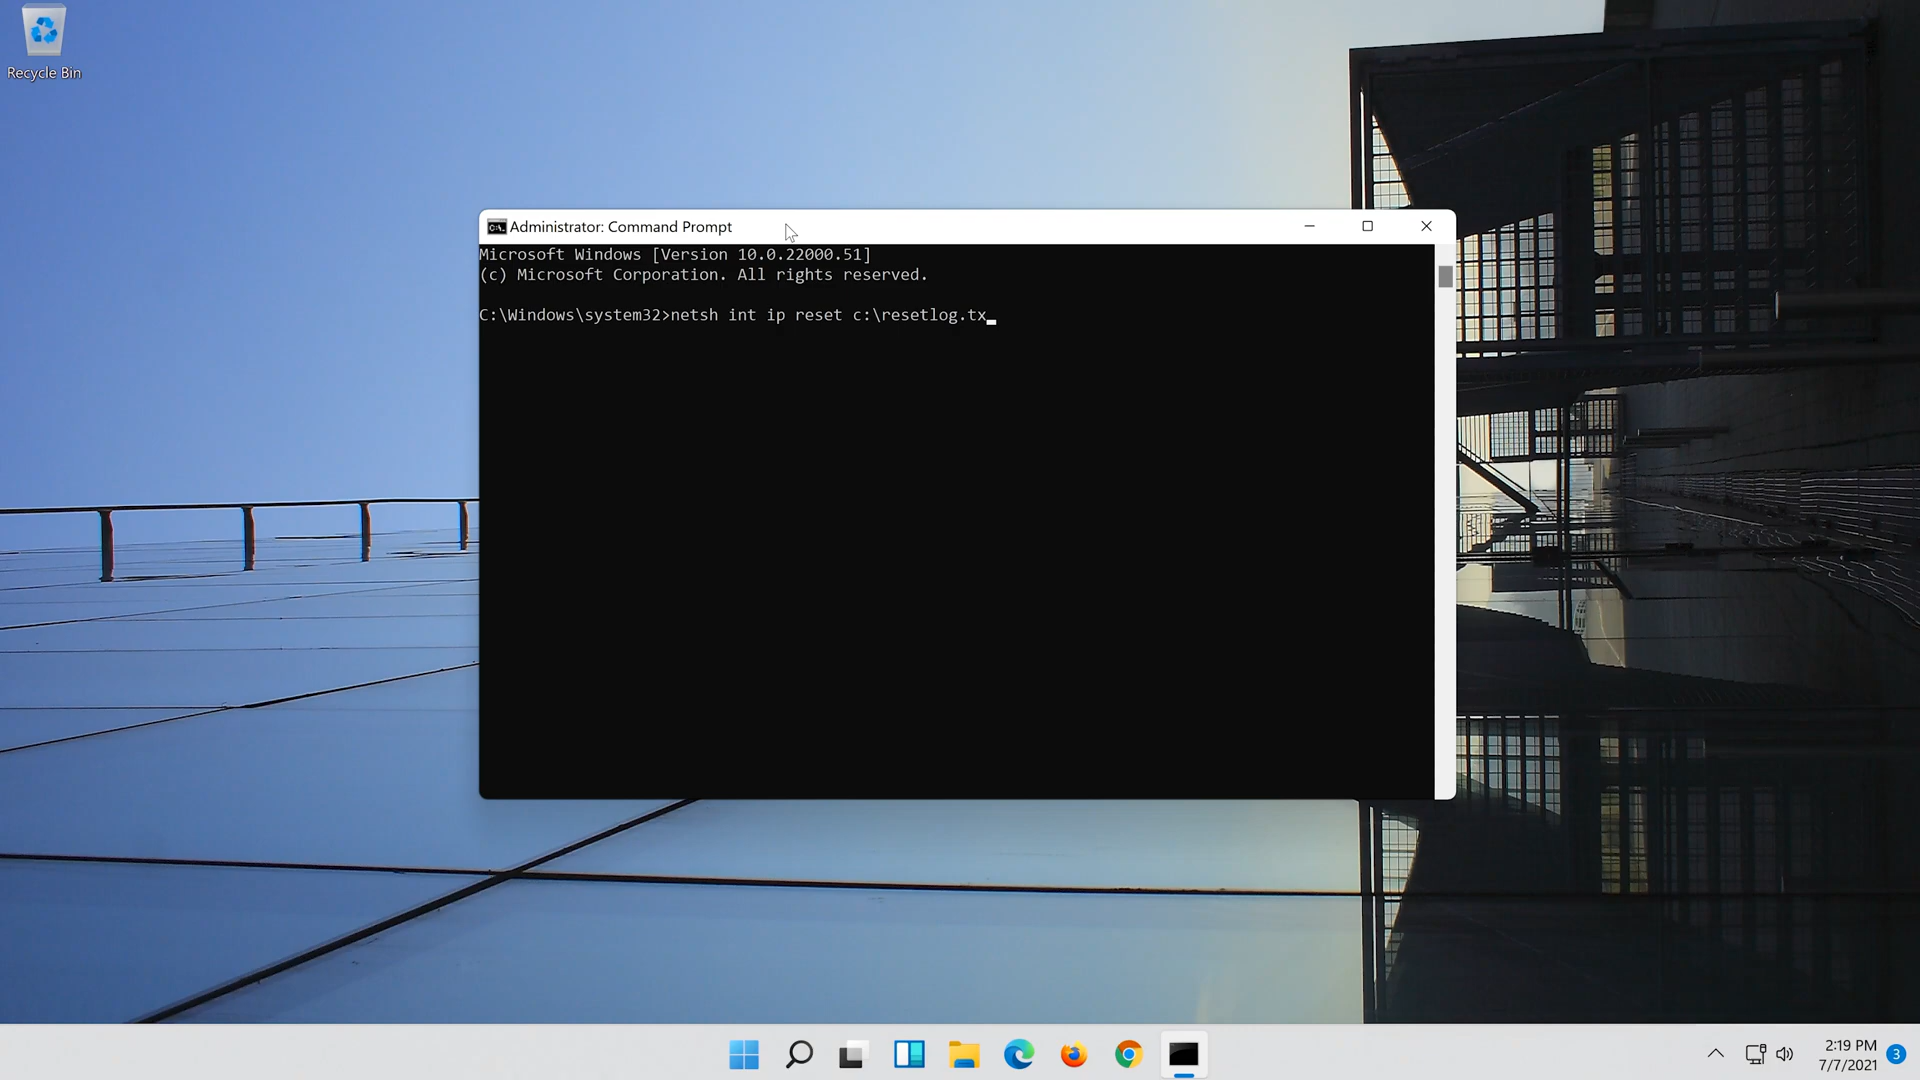 Recycle Bin
Administrator: Command Prompt
Microsoft Windows [Version 10.0.22000.51]
(c) Microsoft Corporation. All rights reserved.
C:\Windows\system32>netsh int ip reset c:\resetlog.tx
2:19 PM
7/7/2021
3